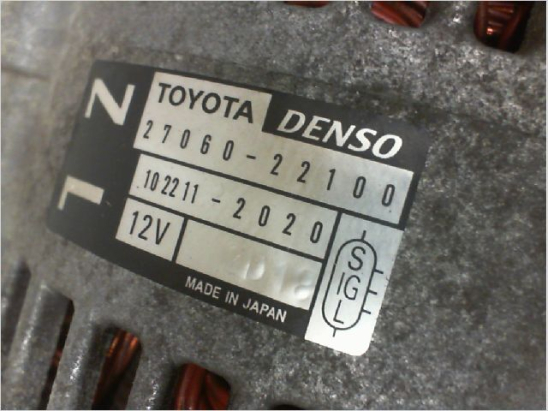 TOYOTA DENSO
27060-22100
102211-2020
12V
MADE IN JAPAN
N
L
S
IG
L